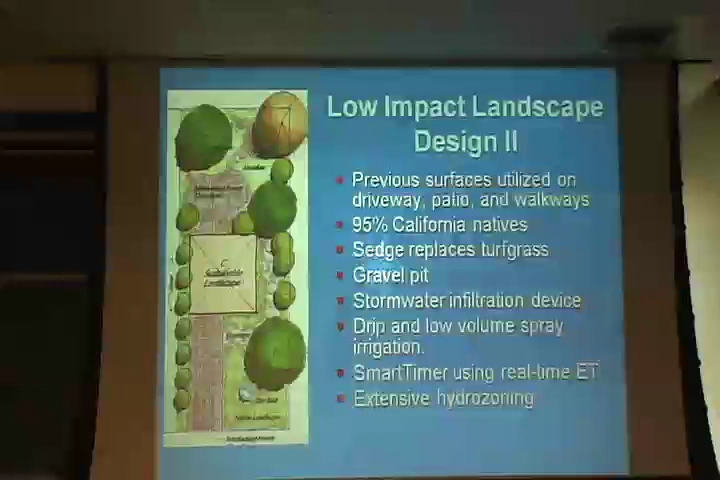 Low Impact Landscape
Design II
Previous surfaces utilized on
driveway, patio, and walkways
95% California natives
Sedge replaces turfgrass
Gravel pit
Stormwater infiltration device
Drip and low volume spray
irrigation.
SmartTimer using real-time ET
Extensive hydrozoning